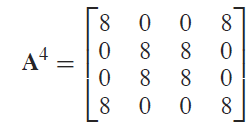 A⁴ = [8 0 0 8
0 8 8 0
0 8 8 0
8 0 0 8]